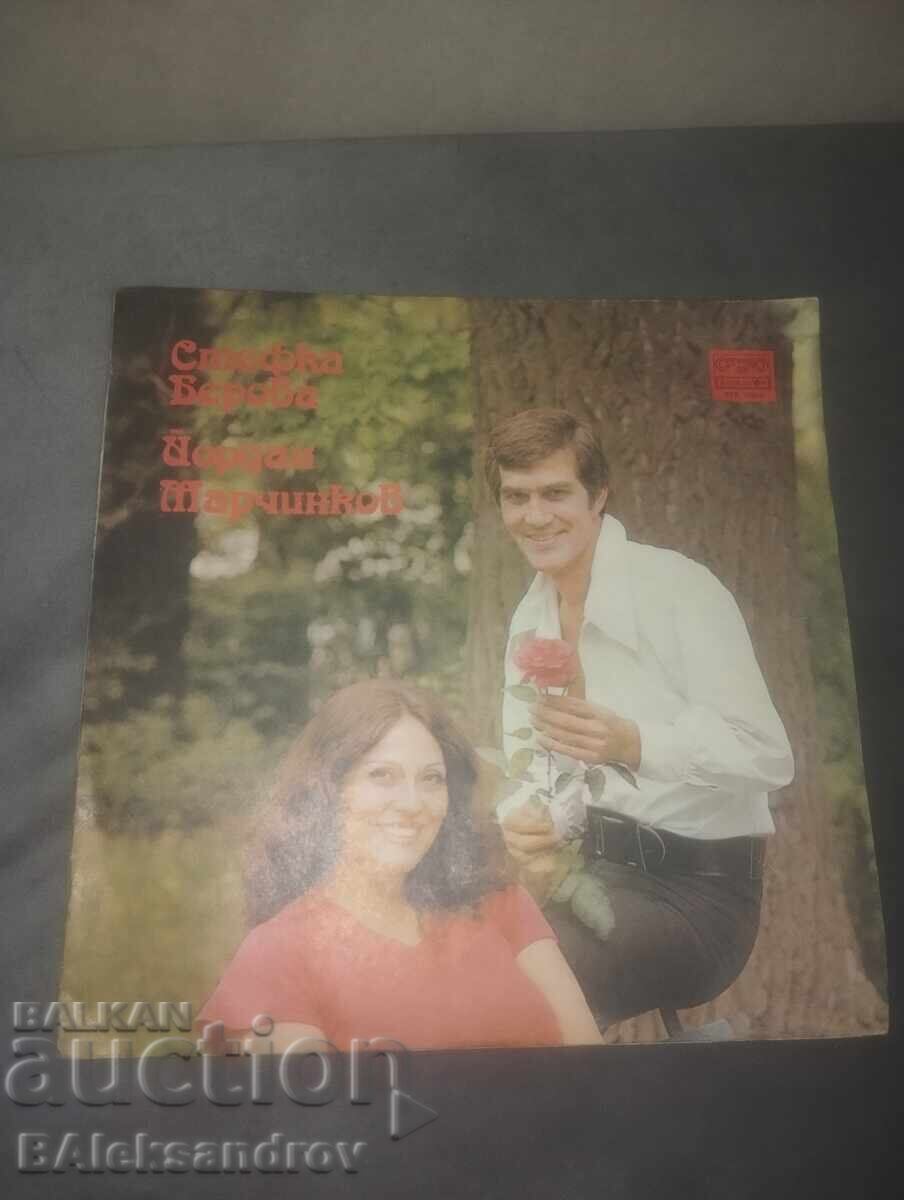 Стефка
Берова
Йордан
Марчинков
BALKAN
auction
BAleksandrov